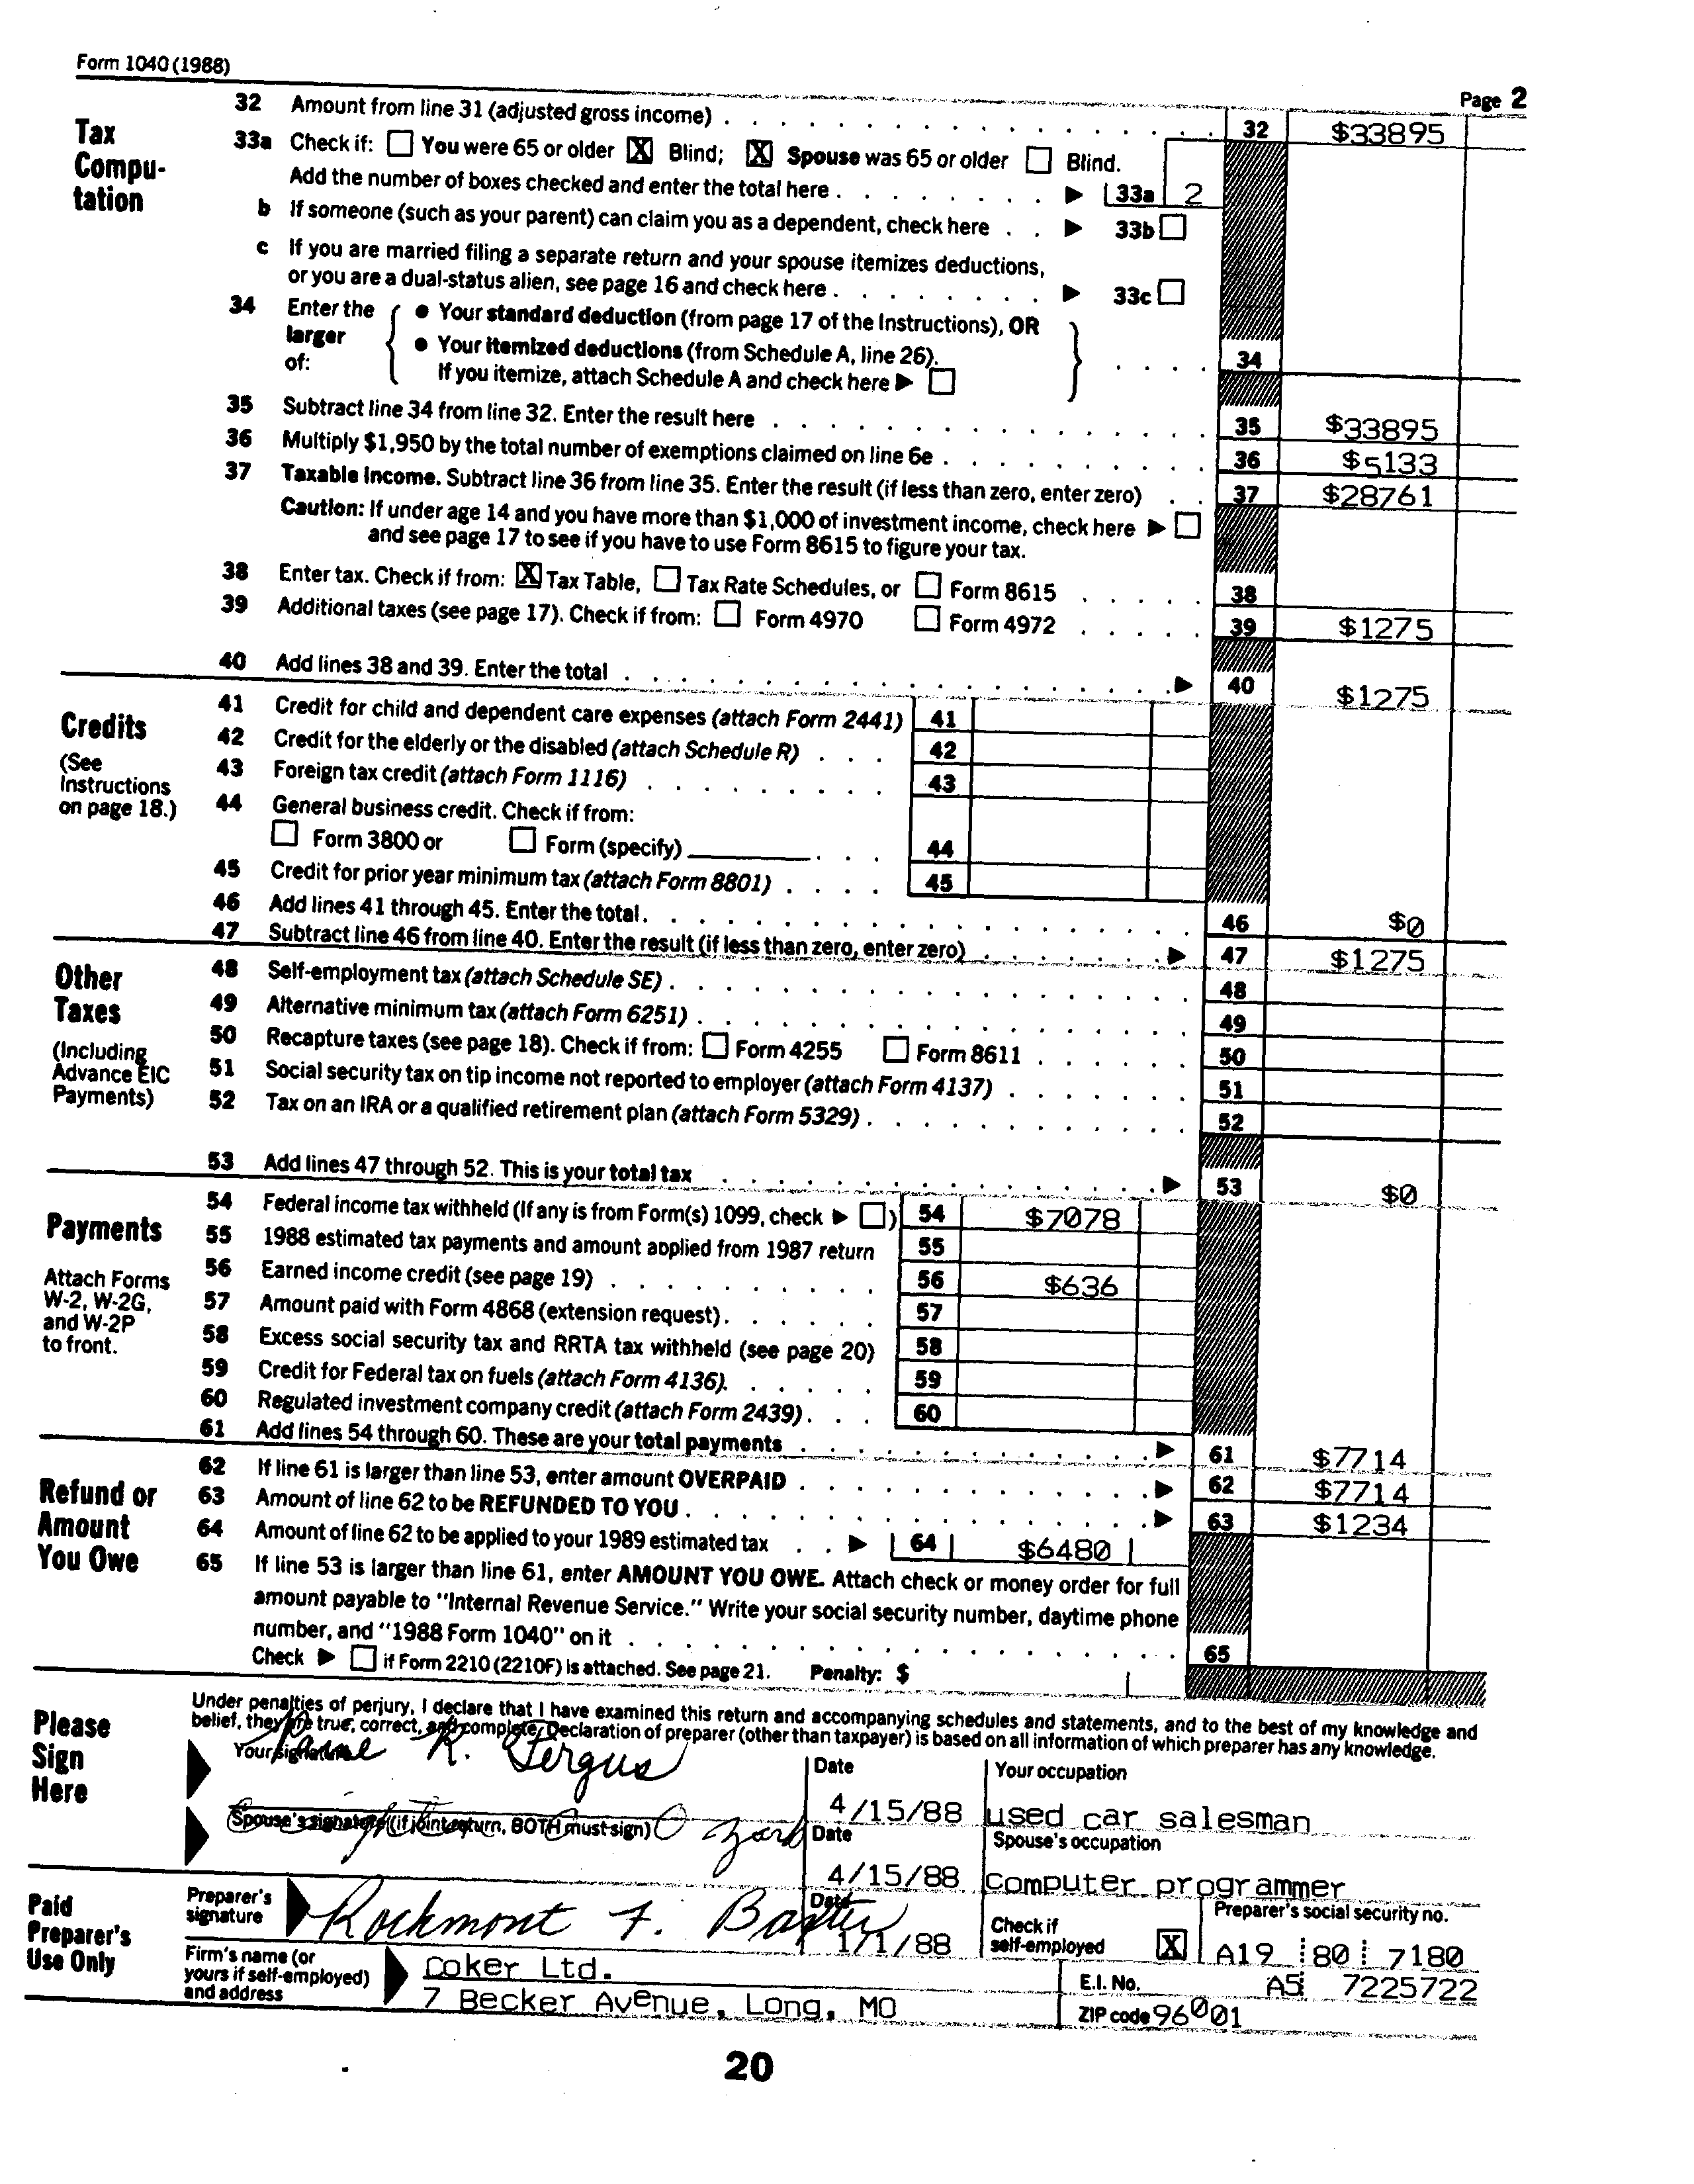 Form 1040 (1988)
Page 2
Tax Computation
32 Amount from line 31 (adjusted gross income) 32 $33895
33a Check if: You were 65 or older X Blind; X Spouse was 65 or older Blind.
Add the number of boxes checked and enter the total here 33a 2
b If someone (such as your parent) can claim you as a dependent, check here 33b
c If you are married filing a separate return and your spouse itemizes deductions,
or you are a dual-status alien, see page 16 and check here 33c
34 Enter the larger of:
• Your standard deduction (from page 17 of the Instructions), OR
• Your itemized deductions (from Schedule A, line 26).
If you itemize, attach Schedule A and check here 34
35 Subtract line 34 from line 32. Enter the result here 35 $33895
36 Multiply $1,950 by the total number of exemptions claimed on line 6e 36 $5133
37 Taxable income. Subtract line 36 from line 35. Enter the result (if less than zero, enter zero) 37 $28761
Caution: If under age 14 and you have more than $1,000 of investment income, check here
and see page 17 to see if you have to use Form 8615 to figure your tax.
38 Enter tax. Check if from: X Tax Table, Tax Rate Schedules, or Form 8615 38
39 Additional taxes (see page 17). Check if from: Form 4970 Form 4972 39 $1275
40 Add lines 38 and 39. Enter the total 40 $1275
Credits
(See Instructions on page 18.)
41 Credit for child and dependent care expenses (attach Form 2441) 41
42 Credit for the elderly or the disabled (attach Schedule R) 42
43 Foreign tax credit (attach Form 1116) 43
44 General business credit. Check if from:
Form 3800 or Form (specify) 44
45 Credit for prior year minimum tax (attach Form 8801) 45
46 Add lines 41 through 45. Enter the total 46 $0
47 Subtract line 46 from line 40. Enter the result (if less than zero, enter zero) 47 $1275
Other Taxes
(Including Advance EIC Payments)
48 Self-employment tax (attach Schedule SE) 48
49 Alternative minimum tax (attach Form 6251) 49
50 Recapture taxes (see page 18). Check if from: Form 4255 Form 8611 50
51 Social security tax on tip income not reported to employer (attach Form 4137) 51
52 Tax on an IRA or a qualified retirement plan (attach Form 5329) 52
53 Add lines 47 through 52. This is your total tax 53 $0
Payments
Attach Forms W-2, W-2G, and W-2P to front.
54 Federal income tax withheld (If any is from Form(s) 1099, check ) 54 $7078
55 1988 estimated tax payments and amount applied from 1987 return 55
56 Earned income credit (see page 19) 56 $636
57 Amount paid with Form 4868 (extension request) 57
58 Excess social security tax and RRTA tax withheld (see page 20) 58
59 Credit for Federal tax on fuels (attach Form 4136). 59
60 Regulated investment company credit (attach Form 2439) 60
61 Add lines 54 through 60. These are your total payments 61 $7714
Refund or Amount You Owe
62 If line 61 is larger than line 53, enter amount OVERPAID 62 $7714
63 Amount of line 62 to be REFUNDED TO YOU 63 $1234
64 Amount of line 62 to be applied to your 1989 estimated tax 64 $6480
65 If line 53 is larger than line 61, enter AMOUNT YOU OWE. Attach check or money order for full
amount payable to "Internal Revenue Service." Write your social security number, daytime phone
number, and "1988 Form 1040" on it 65
Check if Form 2210 (2210F) is attached. See page 21. Penalty: $
Please Sign Here
Under penalties of perjury, I declare that I have examined this return and accompanying schedules and statements, and to the best of my knowledge and
belief, they are true, correct, and complete. Declaration of preparer (other than taxpayer) is based on all information of which preparer has any knowledge.
Your signature R. Fergus
Date 4/15/88
Your occupation used car salesman
Spouse's signature (if joint return, BOTH must sign)
Date 4/15/88
Spouse's occupation computer programmer
Paid Preparer's Use Only
Preparer's signature Rockmont F. Baxter
Date 1/1/88
Check if self-employed X
Preparer's social security no. A19 80 7180
Firm's name (or yours if self-employed) and address
Coker Ltd.
7 Becker Avenue, Long, MO
E.I. No. A5 7225722
ZIP code 96001
20